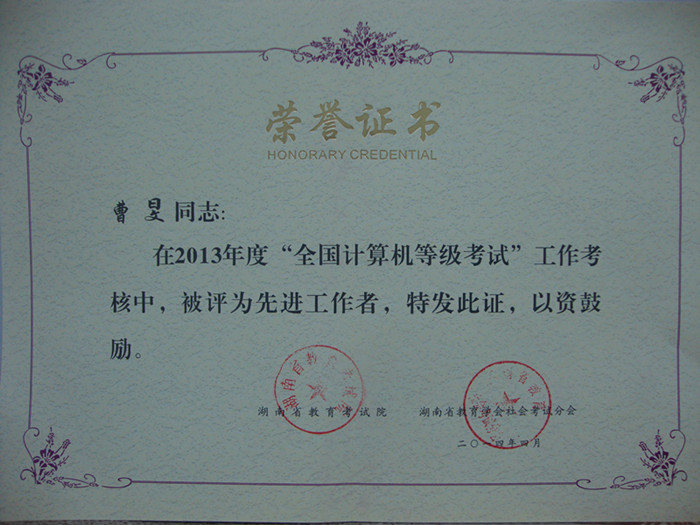 荣誉证书
HONORARY CREDENTIAL
曹旻同志:
在2013年度“全国计算机等级考试”工作考
核中，被评为先进工作者，特发此证，以资鼓
励。
湖南省教育考试院 湖南省教育学会社会考试分会
二〇一四年四月